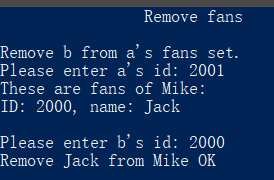 Remove fans
Remove b from a's fans set.
Please enter a's id: 2001
These are fans of Mike:
ID: 2000, name: Jack
Please enter b's id: 2000
Remove Jack from Mike OK